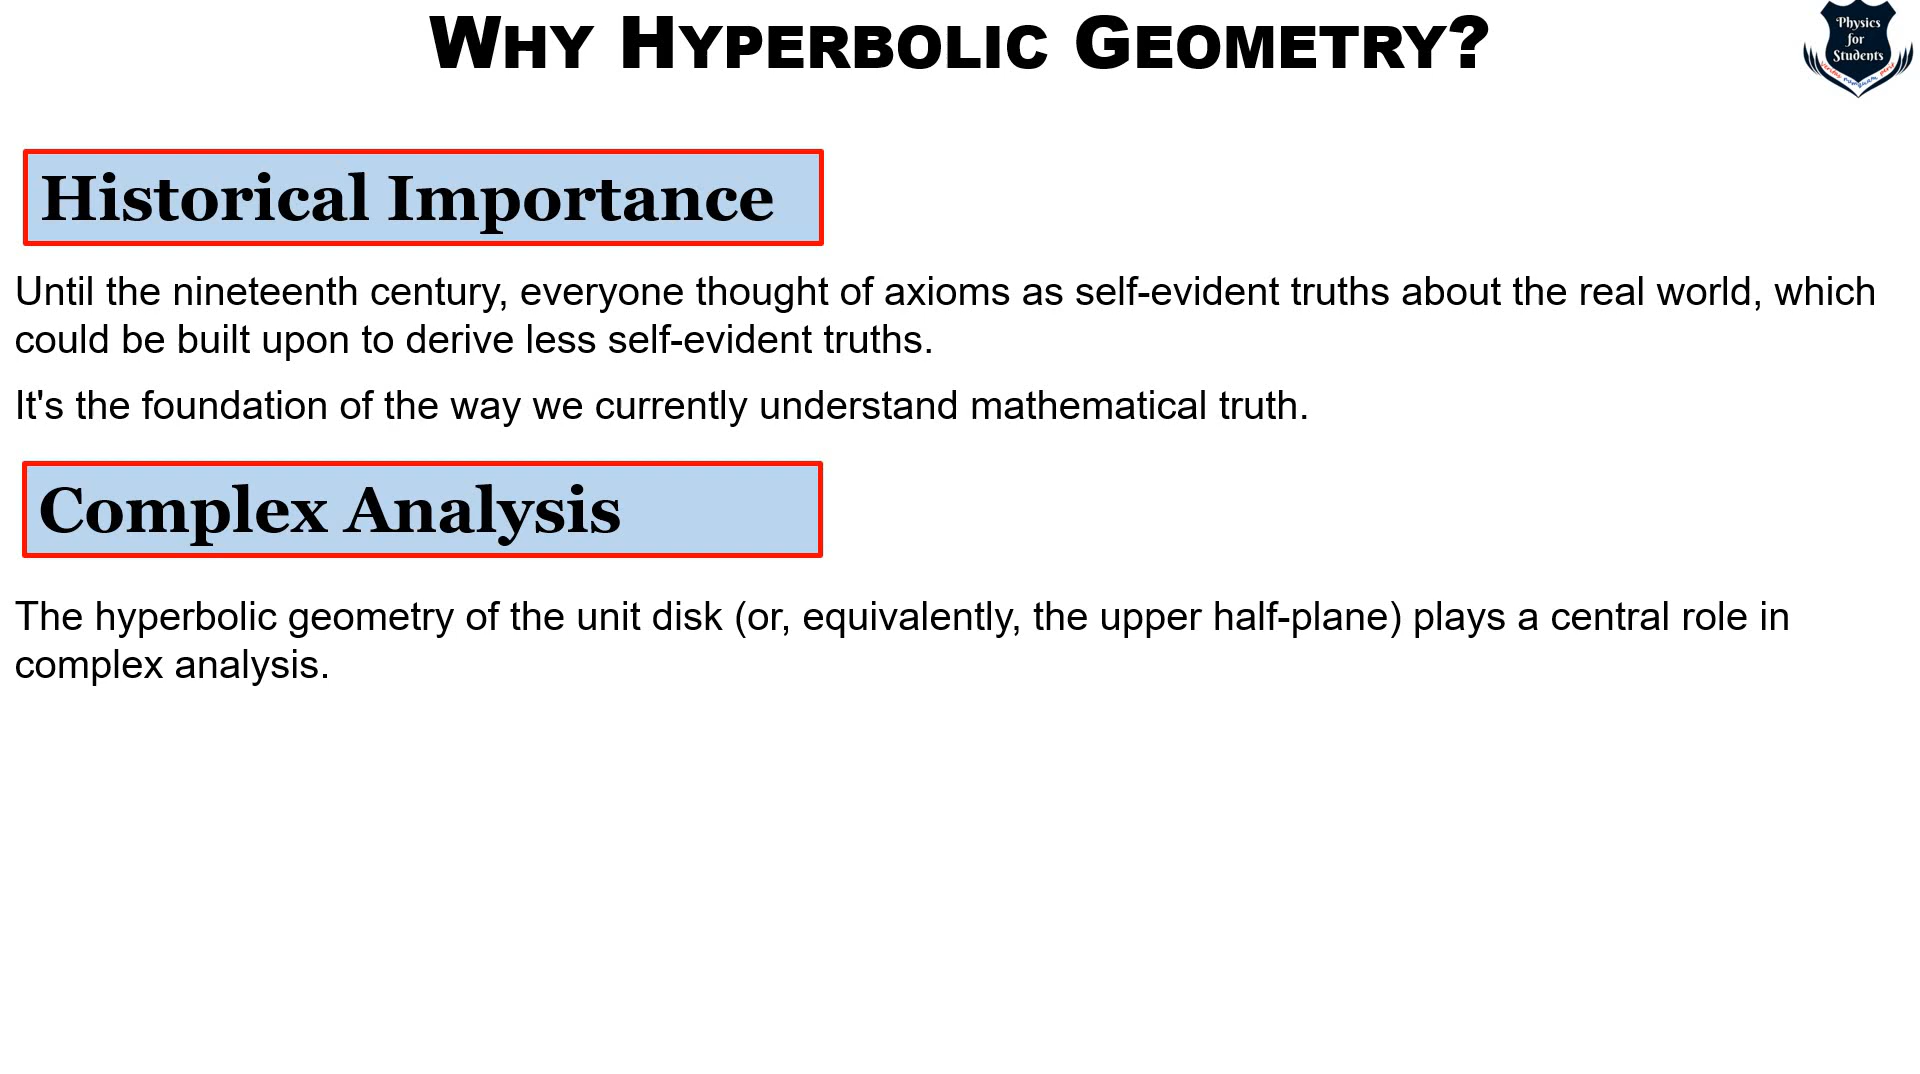 WHY HYPERBOLIC GEOMETRY?
Physics
for
Students
Historical Importance
Until the nineteenth century, everyone thought of axioms as self-evident truths about the real world, which
could be built upon to derive less self-evident truths.
It's the foundation of the way we currently understand mathematical truth.
Complex Analysis
The hyperbolic geometry of the unit disk (or, equivalently, the upper half-plane) plays a central role in
complex analysis.